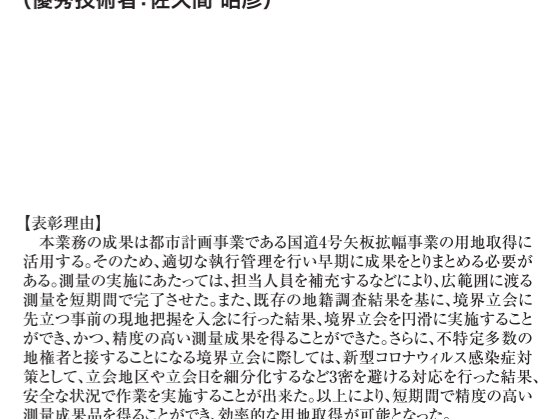 (優秀技術者:佐久間 昭彦)
【表彰理由】
　本業務の成果は都市計画事業である国道4号矢板拡幅事業の用地取得に
活用する。そのため、適切な執行管理を行い早期に成果をとりまとめる必要が
ある。測量の実施にあたっては、担当人員を補充するなどにより、広範囲に渡る
測量を短期間で完了させた。また、既存の地籍調査結果を基に、境界立会に
先立つ事前の現地把握を入念に行った結果、境界立会を円滑に実施すること
ができ、かつ、精度の高い測量成果を得ることができた。さらに、不特定多数の
地権者と接することになる境界立会に際しては、新型コロナウィルス感染症対
策として、立会地区や立会日を細分化するなど3密を避ける対応を行った結果、
安全な状況で作業を実施することが出来た。以上により、短期間で精度の高い
測量成果品を得ることができ、効率的な用地取得が可能となった。